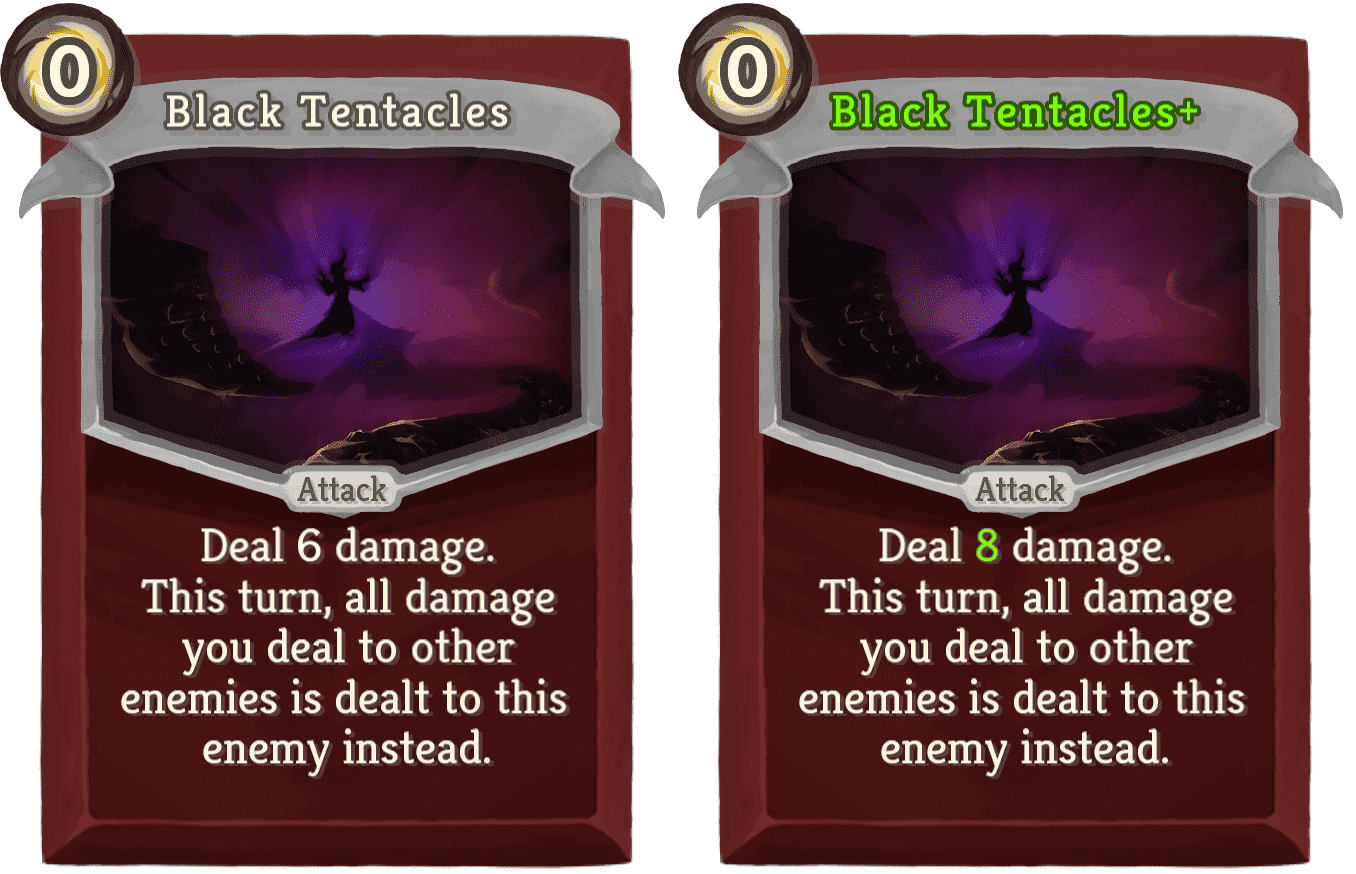 0
Black Tentacles
Attack
Deal 6 damage.
This turn, all damage
you deal to other
enemies is dealt to this
enemy instead.
0
Black Tentacles+
Attack
Deal 8 damage.
This turn, all damage
you deal to other
enemies is dealt to this
enemy instead.